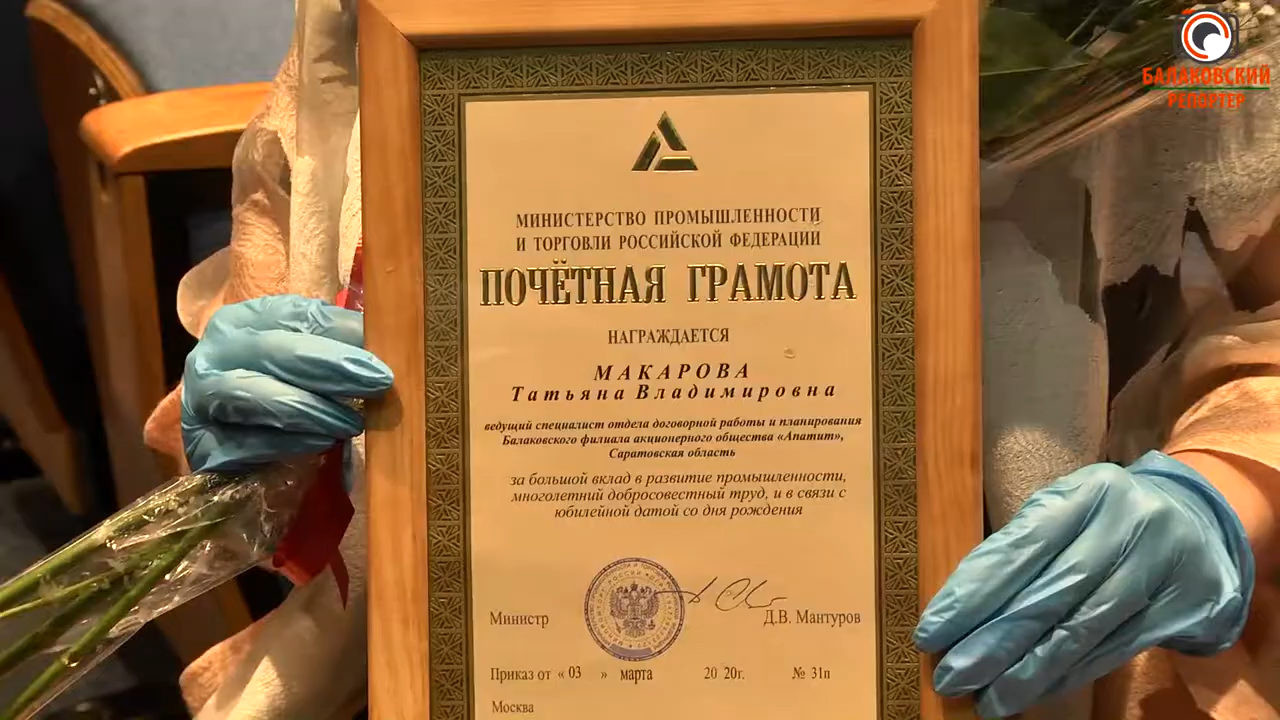 БАЛАКОВСКИЙ
РЕПОРТЕР
МИНИСТЕРСТВО ПРОМЫШЛЕННОСТИ
И ТОРГОВЛИ РОССИЙСКОЙ ФЕДЕРАЦИИ
ПОЧЁТНАЯ ГРАМОТА
НАГРАЖДАЕТСЯ
МАКАРОВА
Татьяна Владимировна
ведущий специалист отдела договорной работы и планирования
Балаковского филиала акционерного общества «Апатит»,
Саратовская область
за большой вклад в развитие промышленности,
многолетний добросовестный труд, и в связи с
юбилейной датой со дня рождения
Министр
Д.В. Мантуров
Приказ от « 03 » марта 20 20г. № 31п
Москва